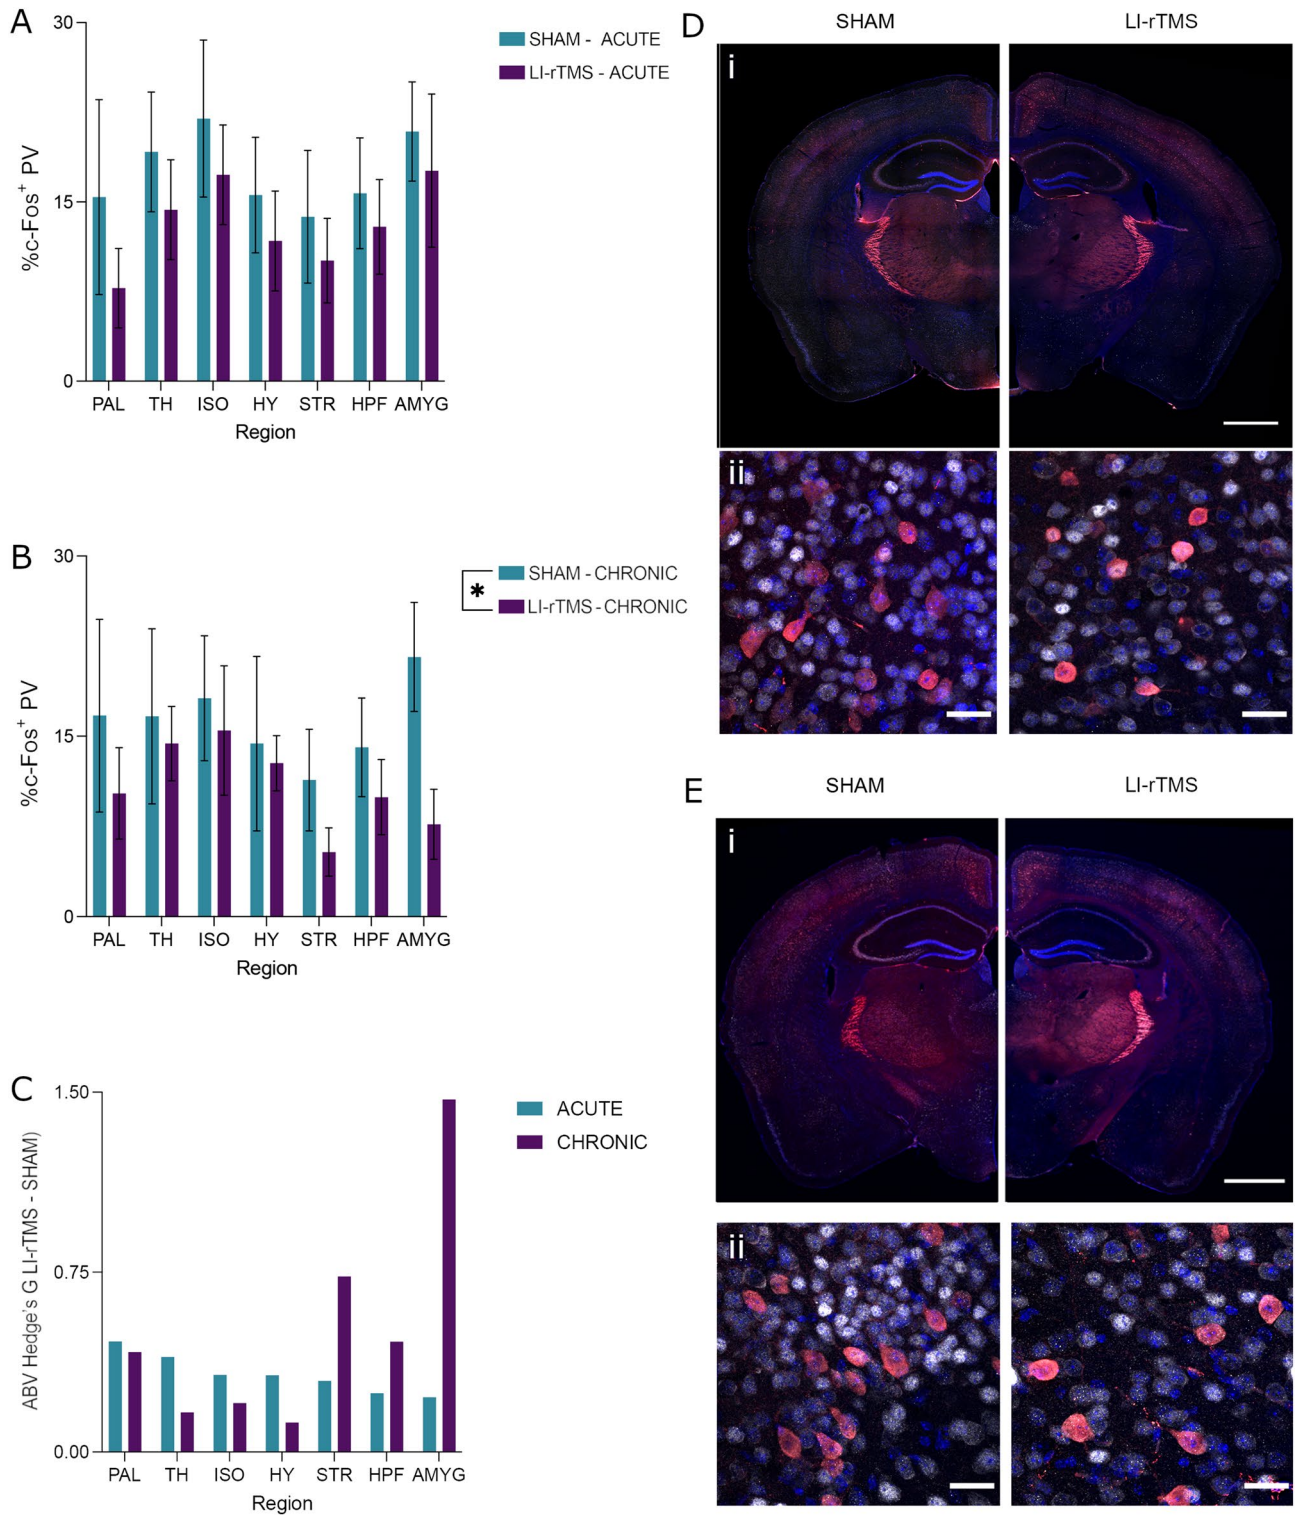 A
30
15
0
%c-Fos⁺ PV
PAL TH ISO HY STR HPF AMYG
Region
SHAM - ACUTE
LI-rTMS - ACUTE
B
30
15
0
%c-Fos⁺ PV
PAL TH ISO HY STR HPF AMYG
Region
*
SHAM - CHRONIC
LI-rTMS - CHRONIC
C
1.50
0.75
0.00
ABV Hedge's G LI-rTMS - SHAM)
PAL TH ISO HY STR HPF AMYG
Region
ACUTE
CHRONIC
D
SHAM LI-rTMS
i
ii
E
SHAM LI-rTMS
i
ii